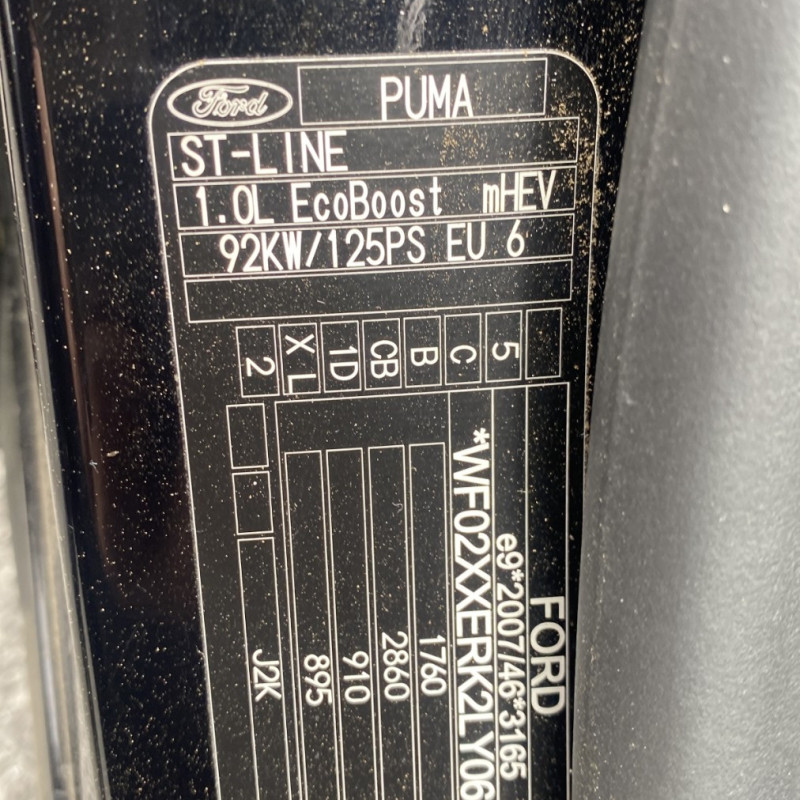 Ford
PUMA
ST-LINE
1.0L EcoBoost mHEV
92KW/125PS EU 6
5
C
B
CB
1D
X L
2
FORD
e9*2007/46*3165
*WF02XXERK2LY06
1760
2860
910
895
J2K